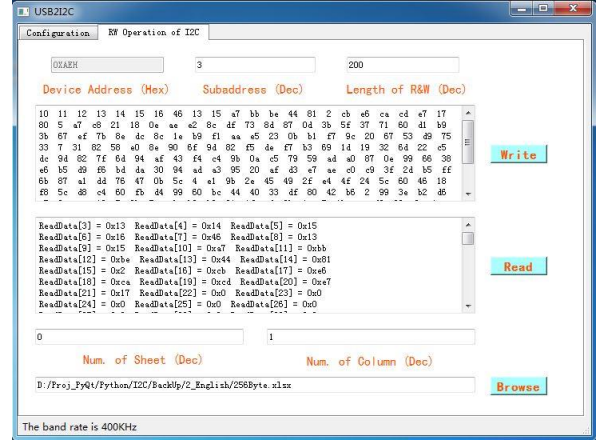 USB2I2C
Configuration RW Operation of I2C
0XAEH 3 200
Device Address (Hex) Subaddress (Dec) Length of R&W (Dec)
10 11 12 13 14 15 16 46 13 15 a7 bb be 44 81 2 cb e6 ca cd e7 17
80 5 a7 c8 21 18 0e ae e2 8c df 73 8d 87 0d 3b 5f 37 71 60 d1 b9
3b 67 ef 7b 8e dc 8c 1e b9 f1 aa e5 23 0b b1 f7 9c 20 67 53 d9 75
33 7 31 82 58 e0 8e 90 6f 9d 82 f5 de f7 b3 69 1d 19 32 6d 22 c5
dc 9d 82 7f 6d 94 af 43 f4 c4 9b 0a c5 79 59 ad a0 87 0e 99 66 38
e6 b5 d9 f6 bd da 30 94 ad a3 95 20 af d3 e7 ae c0 c9 3f 2d b5 ff
6b 87 a1 dd 76 47 0b 5c 4 e1 9b 2e 45 49 2f e4 4f 24 5c 60 46 18
f8 5c d8 c4 60 fb d4 99 60 bc 44 40 33 df 80 42 b6 2 99 3e b2 d6
Write
ReadData[3] = 0x13 ReadData[4] = 0x14 ReadData[5] = 0x15
ReadData[6] = 0x16 ReadData[7] = 0x46 ReadData[8] = 0x13
ReadData[9] = 0x15 ReadData[10] = 0xa7 ReadData[11] = 0xbb
ReadData[12] = 0xbe ReadData[13] = 0x44 ReadData[14] = 0x81
ReadData[15] = 0x2 ReadData[16] = 0xcb ReadData[17] = 0xe6
ReadData[18] = 0xca ReadData[19] = 0xcd ReadData[20] = 0xe7
ReadData[21] = 0x17 ReadData[22] = 0x0 ReadData[23] = 0x0
ReadData[24] = 0x0 ReadData[25] = 0x0 ReadData[26] = 0x0
Read
0 1
Num. of Sheet (Dec) Num. of Column (Dec)
D:/Proj_PyQt/Python/I2C/BackUp/2_English/256Byte.xlsx
Browse
The band rate is 400KHz